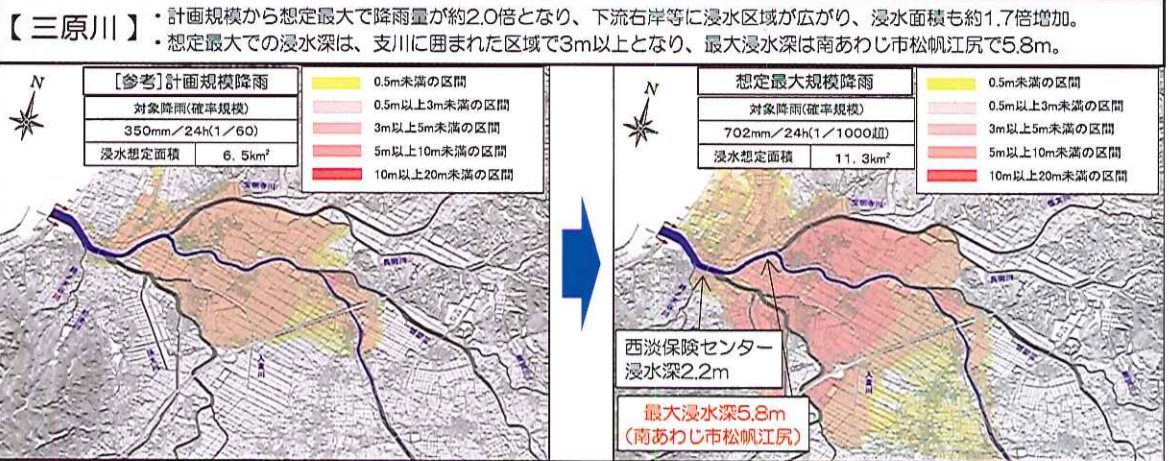 【三原川】
・計画規模から想定最大で降雨量が約2.0倍となり、下流右岸等に浸水区域が広がり、浸水面積も約1.7倍増加。
・想定最大での浸水深は、支川に囲まれた区域で3m以上となり、最大浸水深は南あわじ市松帆江尻で5.8m。
N
[参考]計画規模降雨
対象降雨(確率規模)
350mm/24h(1/60)
浸水想定面積 6.5km²
0.5m未満の区間
0.5m以上3m未満の区間
3m以上5m未満の区間
5m以上10m未満の区間
10m以上20m未満の区間
入貫川
N
想定最大規模降雨
対象降雨(確率規模)
702mm/24h(1/1000超)
浸水想定面積 11.3km²
0.5m未満の区間
0.5m以上3m未満の区間
3m以上5m未満の区間
5m以上10m未満の区間
10m以上20m未満の区間
入貫川
西淡保険センター
浸水深2.2m
最大浸水深5.8m
(南あわじ市松帆江尻)